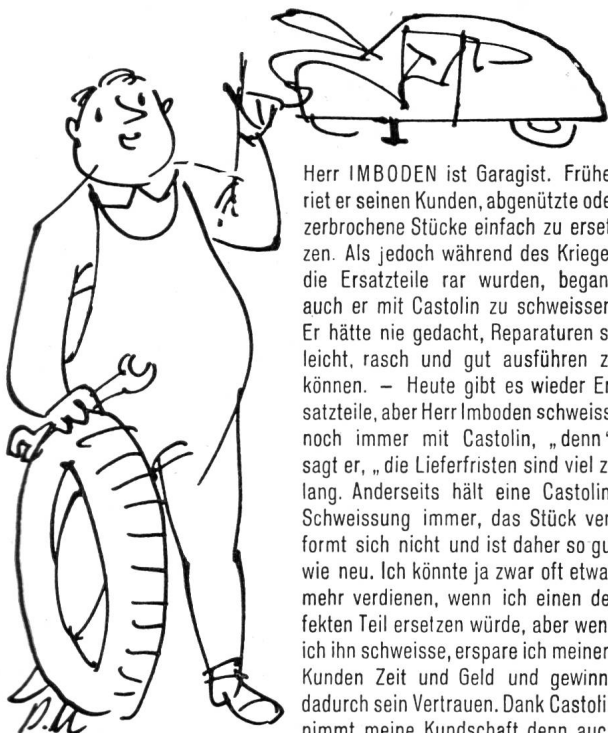 Herr IMBODEN ist Garagist. Frühe
riet er seinen Kunden, abgenützte ode
zerbrochene Stücke einfach zu erset
zen. Als jedoch während des Kriege
die Ersatzteile rar wurden, began
auch er mit Castolin zu schweissen
Er hätte nie gedacht, Reparaturen s
leicht, rasch und gut ausführen z
können. – Heute gibt es wieder Er
satzteile, aber Herr Imboden schweiss
noch immer mit Castolin, „denn“
sagt er, „die Lieferfristen sind viel z
lang. Anderseits hält eine Castolin
Schweissung immer, das Stück ver
formt sich nicht und ist daher so gu
wie neu. Ich könnte ja zwar oft etwa
mehr verdienen, wenn ich einen de
fekten Teil ersetzen würde, aber wen
ich ihn schweisse, erspare ich meinen
Kunden Zeit und Geld und gewinn
dadurch sein Vertrauen. Dank Castoli
nimmt meine Kundschaft denn auc